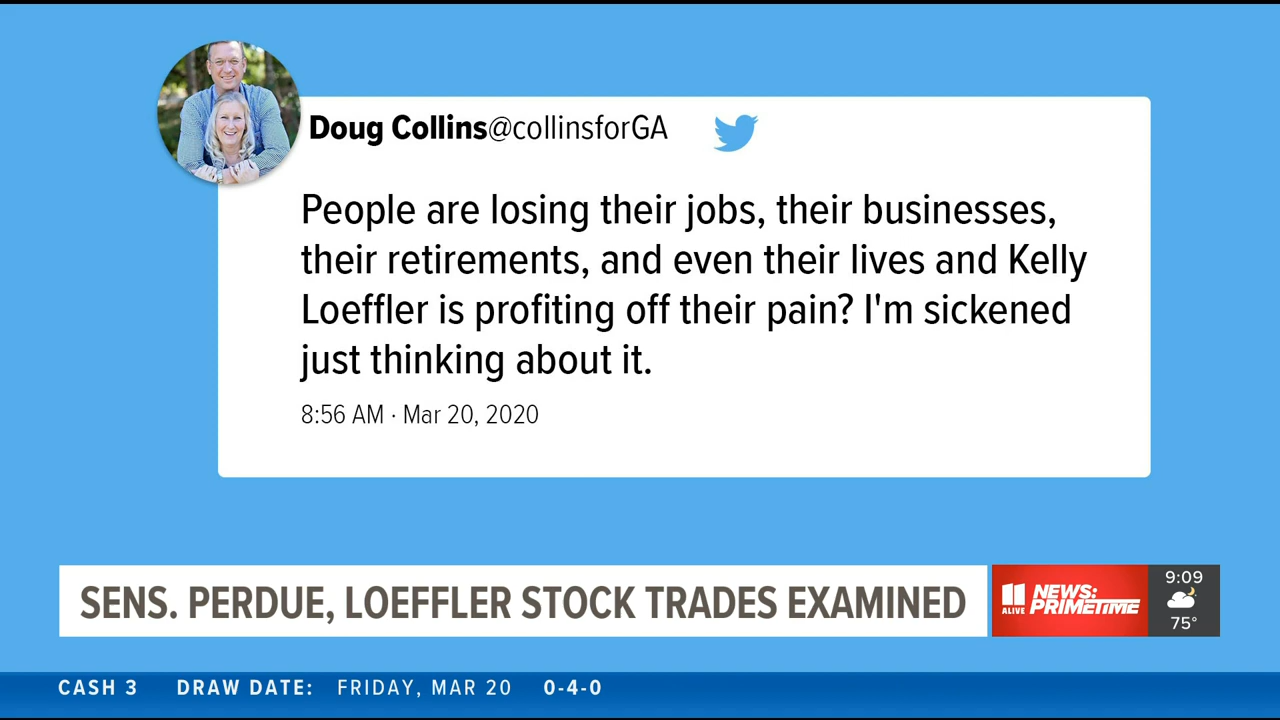 Doug Collins@collinsforGA
People are losing their jobs, their businesses,
their retirements, and even their lives and Kelly
Loeffler is profiting off their pain? I'm sickened
just thinking about it.
8:56 AM · Mar 20, 2020
SENS. PERDUE, LOEFFLER STOCK TRADES EXAMINED
11 ALIVE
NEWS:
PRIMETIME
9:09
75°
CASH 3 DRAW DATE: FRIDAY, MAR 20 0-4-0